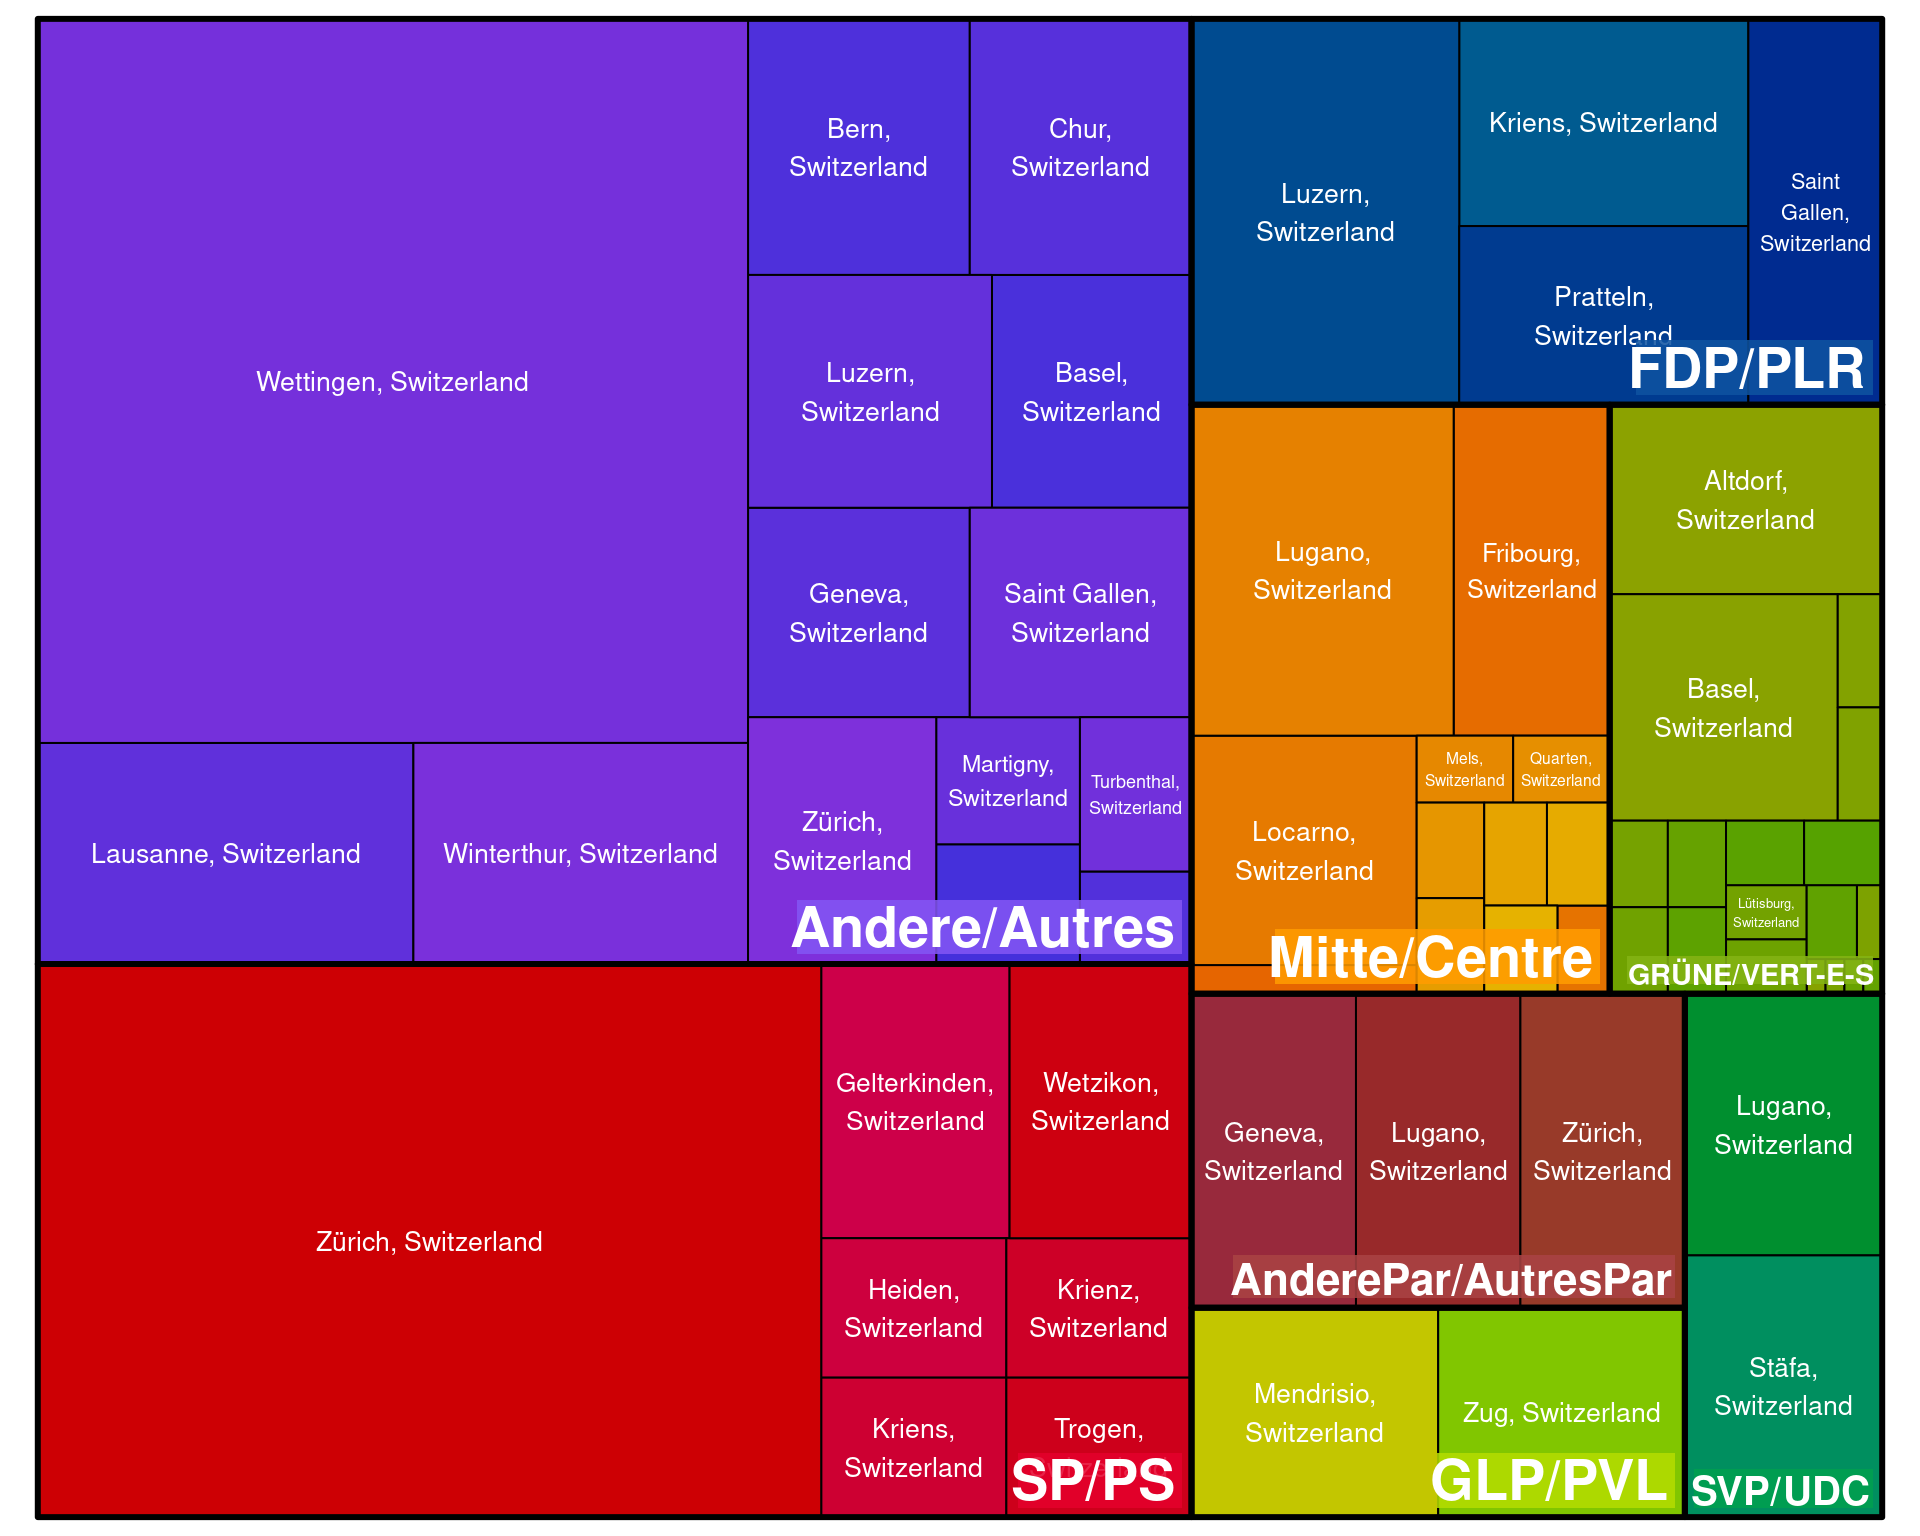 Wettingen, Switzerland
Bern,
Switzerland
Chur,
Switzerland
Luzern,
Switzerland
Basel,
Switzerland
Geneva,
Switzerland
Saint Gallen,
Switzerland
Lausanne, Switzerland
Winterthur, Switzerland
Zürich,
Switzerland
Martigny,
Switzerland
Turbenthal,
Switzerland
Andere/Autres
Luzern,
Switzerland
Kriens, Switzerland
Pratteln,
Switzerland
Saint
Gallen,
Switzerland
FDP/PLR
Lugano,
Switzerland
Fribourg,
Switzerland
Locarno,
Switzerland
Mels,
Switzerland
Quarten,
Switzerland
Mitte/Centre
Altdorf,
Switzerland
Basel,
Switzerland
Lütisburg,
Switzerland
GRÜNE/VERT-E-S
Zürich, Switzerland
Gelterkinden,
Switzerland
Wetzikon,
Switzerland
Heiden,
Switzerland
Krienz,
Switzerland
Kriens,
Switzerland
Trogen,
SP/PS
Geneva,
Switzerland
Lugano,
Switzerland
Zürich,
Switzerland
AnderePar/AutresPar
Mendrisio,
Switzerland
Zug, Switzerland
GLP/PVL
Lugano,
Switzerland
Stäfa,
Switzerland
SVP/UDC